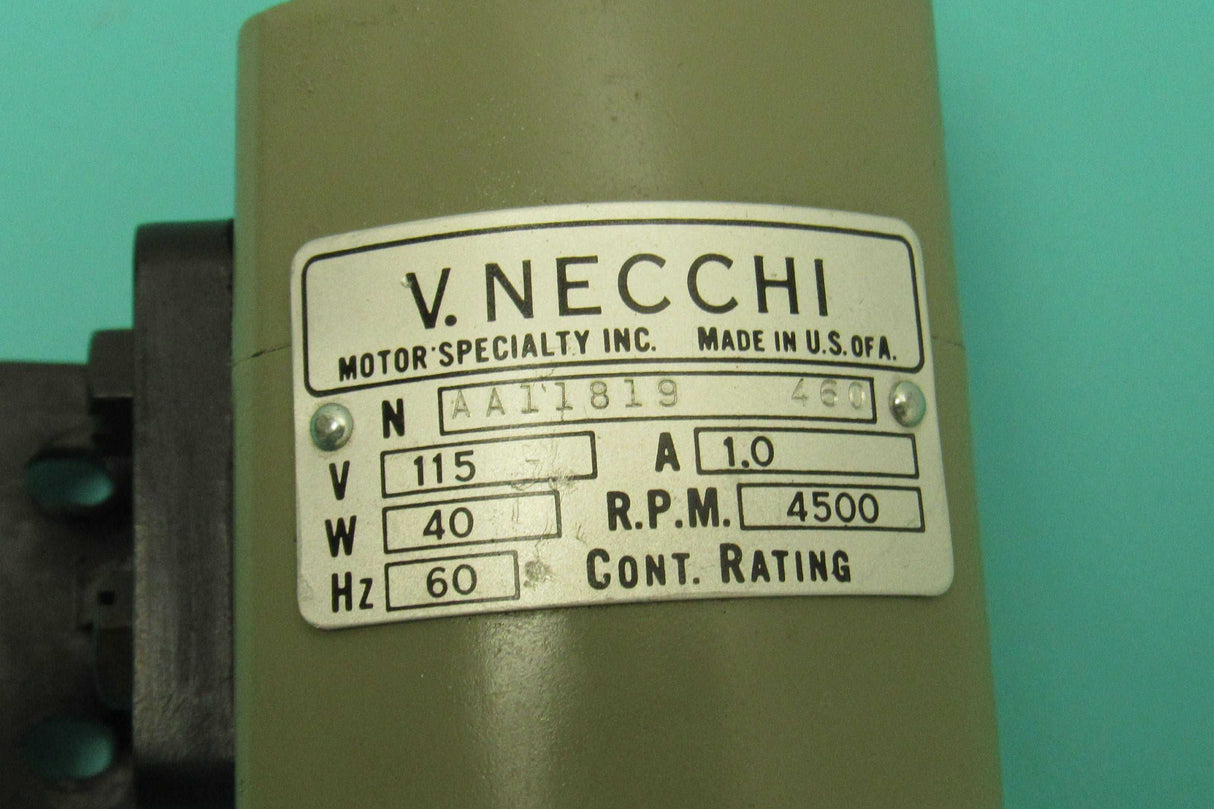 V. NECCHI
MOTOR SPECIALTY INC. MADE IN U.S. OF A.
N AA11819 460
V 115 A 1.0
W 40 R.P.M. 4500
Hz 60 CONT. RATING